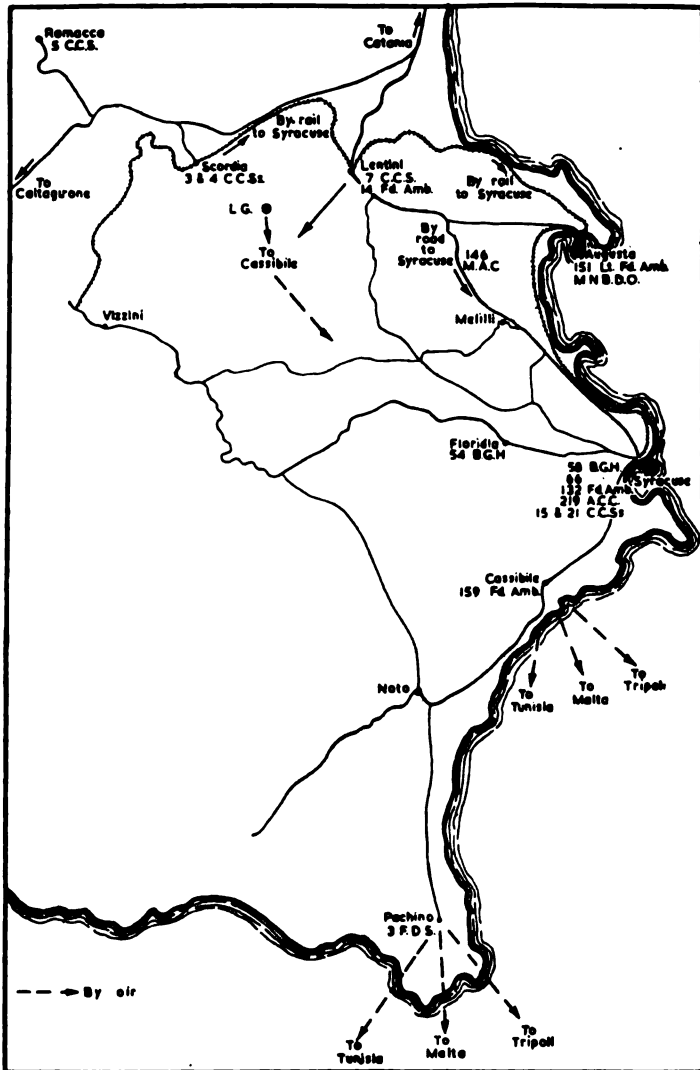 Ramacca
5 C.C.S.
To
Catania
By rail
to Syracuse
To
Caltagirone
Scordia
3 & 4 C.C.Ss.
Lentini
7 C.C.S.
14 Fd. Amb.
By rail
to Syracuse
L.G.
To
Cassibile
By
road to
Syracuse
146
M.A.C
Augusta
151 Lt. Fd. Amb.
M N B.D.O.
Vizzini
Melilli
Floridia
54 B.G.H
58 B.G.H.
66
Syracuse
132 Fd Amb.
219 A.C.C.
15 & 21 C.C.Ss
Cassibile
159 Fd Amb.
Noto
To
Tunisia
To
Malta
To
Tripoli
Pachino
3 F.D S.
By air
To
Tunisia
To
Malta
To
Tripoli